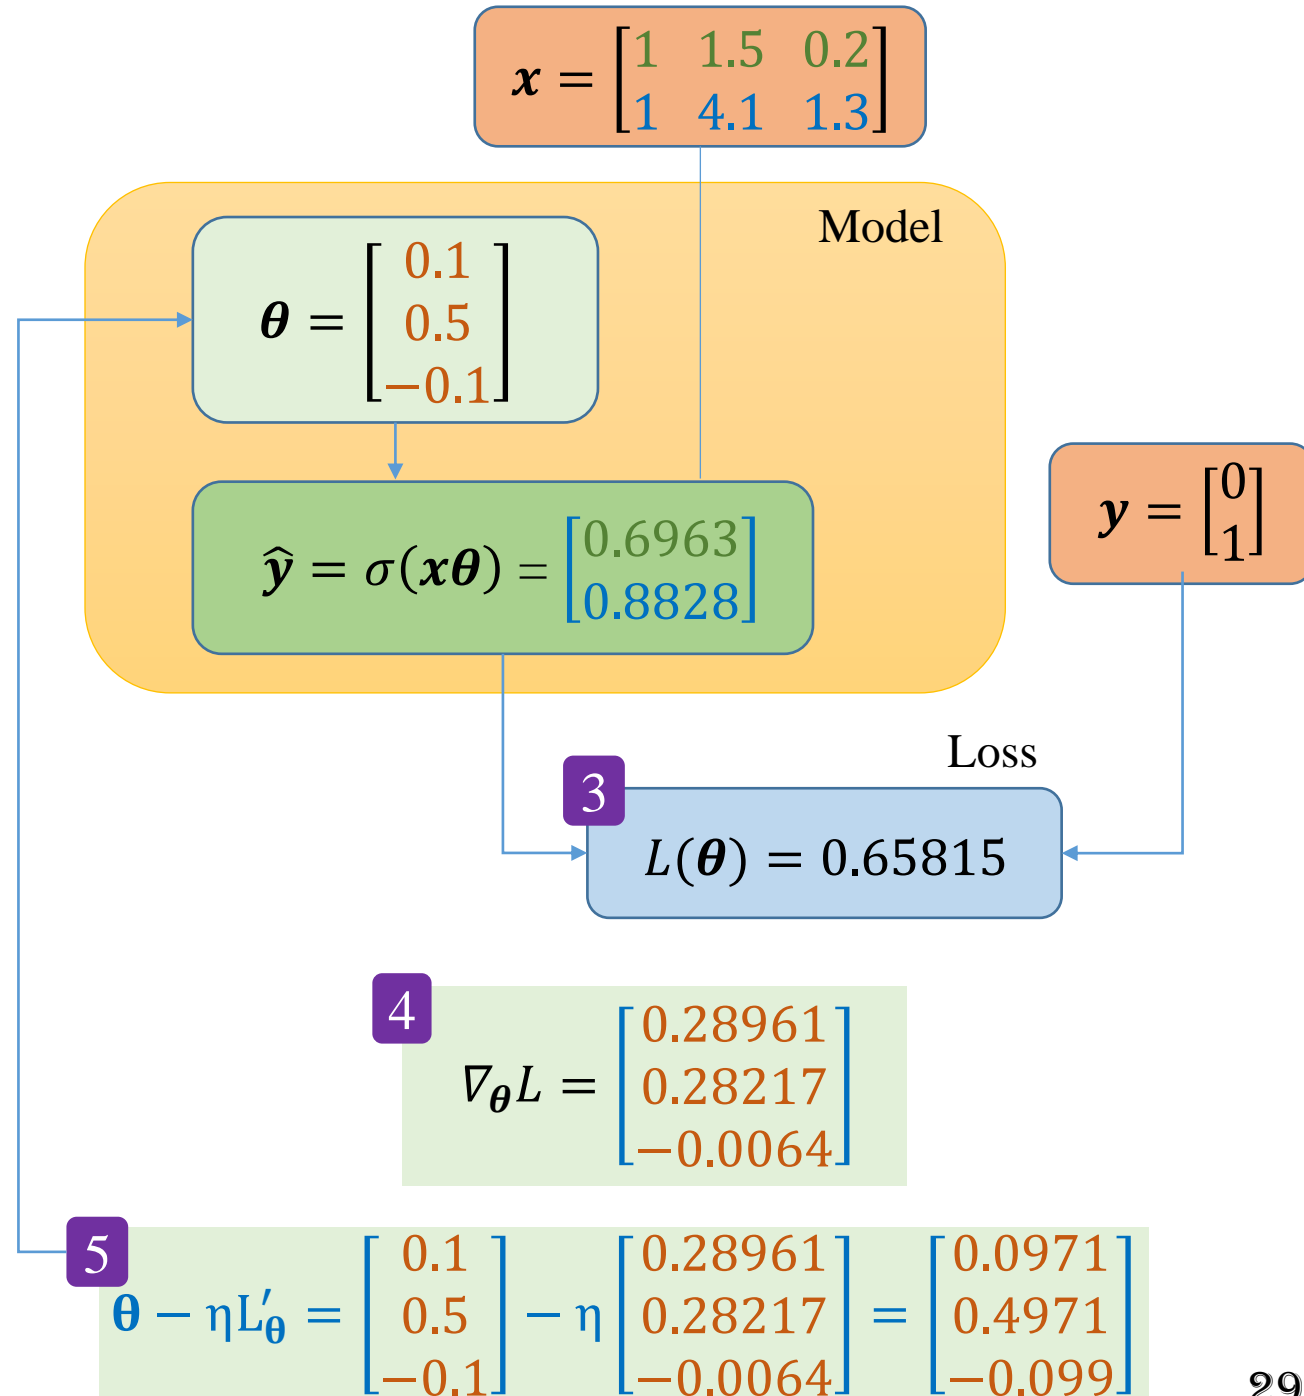 x = [1 1.5 0.2
1 4.1 1.3]
Model
θ = [0.1
0.5
−0.1]
ŷ = σ(xθ) = [0.6963
0.8828]
y = [0
1]
Loss
3
L(θ) = 0.65815
4
∇θL = [0.28961
0.28217
−0.0064]
5
θ − ηL′θ = [0.1 0.5 −0.1] − η [0.28961 0.28217 −0.0064] = [0.0971 0.4971 −0.099]
29